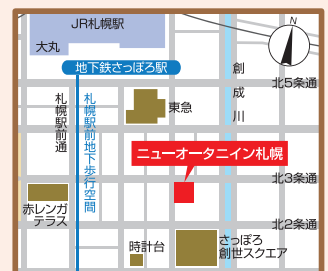 JR札幌駅
N
大丸
地下鉄さっぽろ駅
創成川
北5条通
東急
札幌駅前通
札幌駅前地下歩行空間
ニューオータニイン札幌
北3条通
赤レンガ
テラス
北2条通
時計台
さっぽろ
創世スクエア